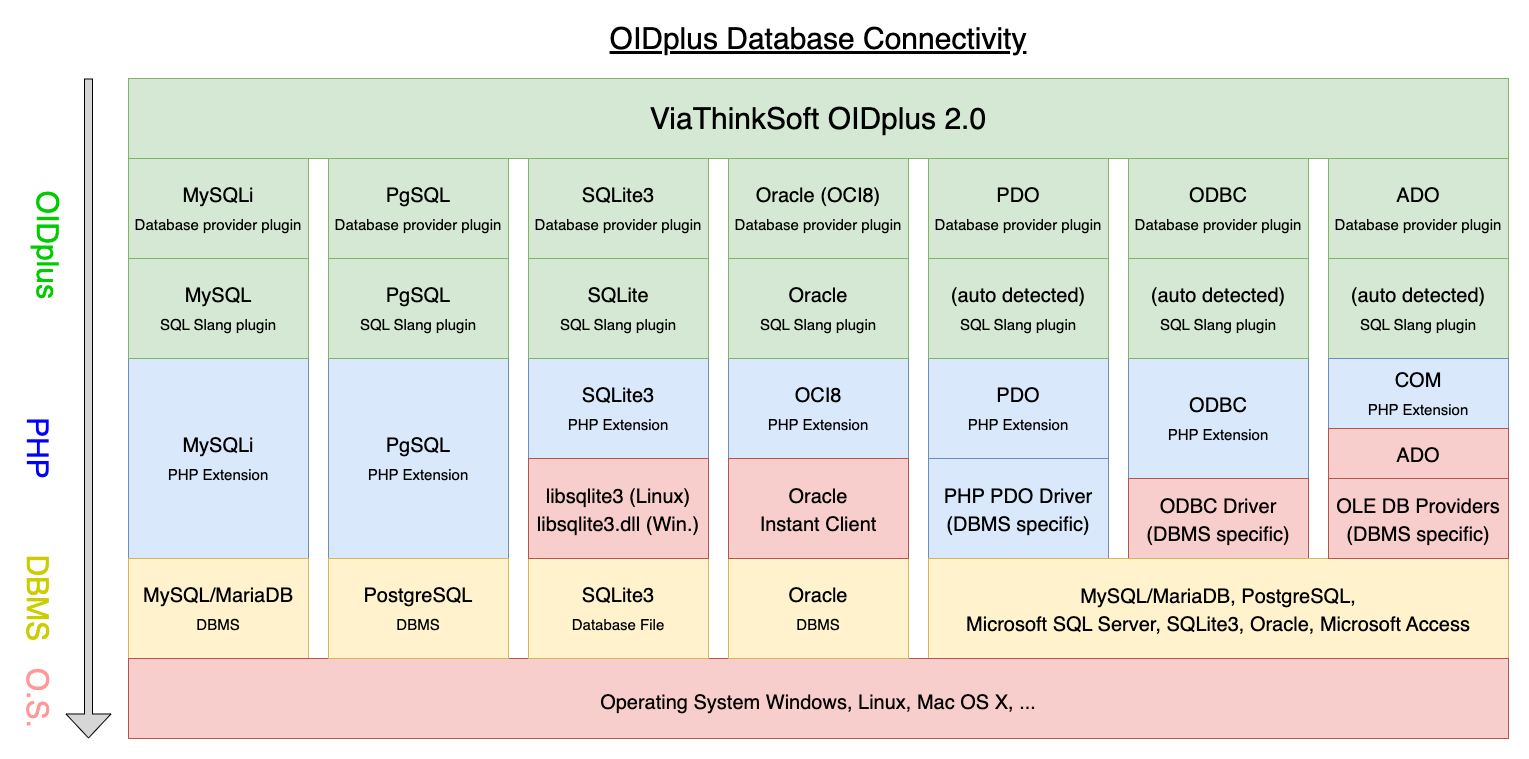 OIDplus Database Connectivity
ViaThinkSoft OIDplus 2.0
OIDplus
MySQLi
Database provider plugin
PgSQL
Database provider plugin
SQLite3
Database provider plugin
Oracle (OCI8)
Database provider plugin
PDO
Database provider plugin
ODBC
Database provider plugin
ADO
Database provider plugin
MySQL
SQL Slang plugin
PgSQL
SQL Slang plugin
SQLite
SQL Slang plugin
Oracle
SQL Slang plugin
(auto detected)
SQL Slang plugin
(auto detected)
SQL Slang plugin
(auto detected)
SQL Slang plugin
PHP
MySQLi
PHP Extension
PgSQL
PHP Extension
SQLite3
PHP Extension
OCI8
PHP Extension
PDO
PHP Extension
ODBC
PHP Extension
COM
PHP Extension
ADO
libsqlite3 (Linux)
libsqlite3.dll (Win.)
Oracle
Instant Client
PHP PDO Driver
(DBMS specific)
ODBC Driver
(DBMS specific)
OLE DB Providers
(DBMS specific)
DBMS
MySQL/MariaDB
DBMS
PostgreSQL
DBMS
SQLite3
Database File
Oracle
DBMS
MySQL/MariaDB, PostgreSQL,
Microsoft SQL Server, SQLite3, Oracle, Microsoft Access
O.S.
Operating System Windows, Linux, Mac OS X, ...